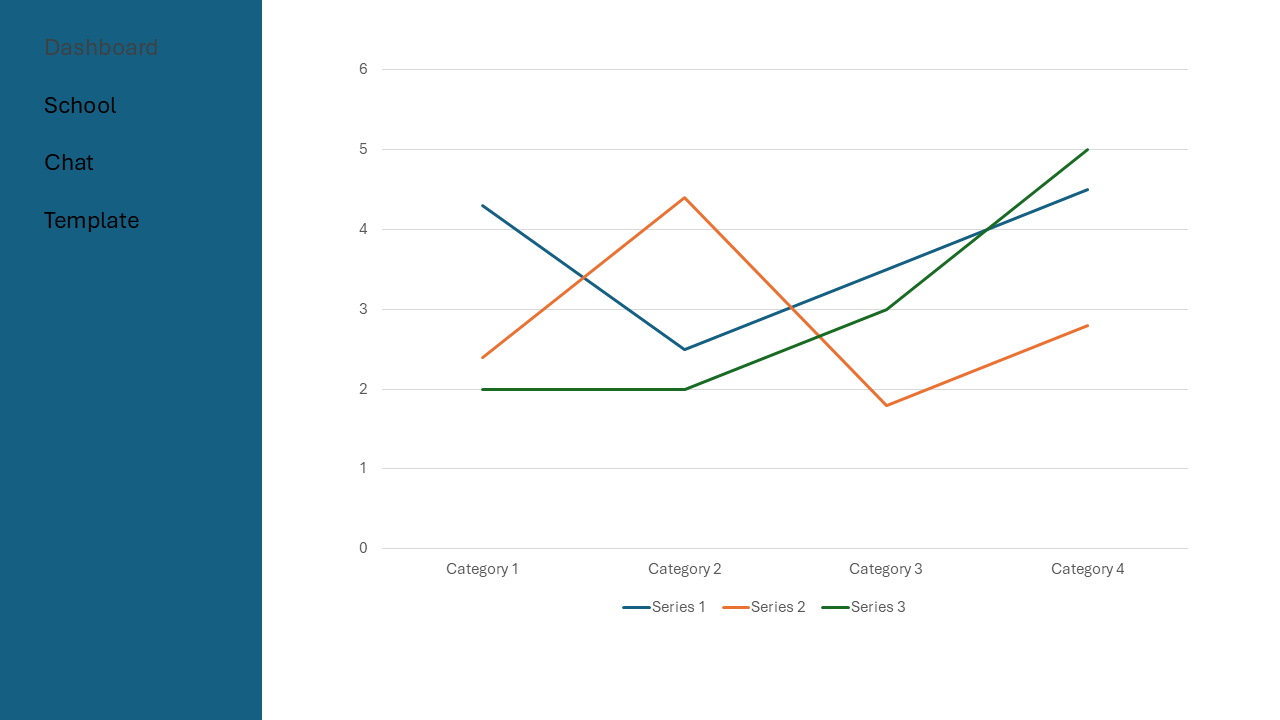 Dashboard
School
Chat
Template
6
5
4
3
2
1
0
Category 1 Category 2 Category 3 Category 4
Series 1 Series 2 Series 3